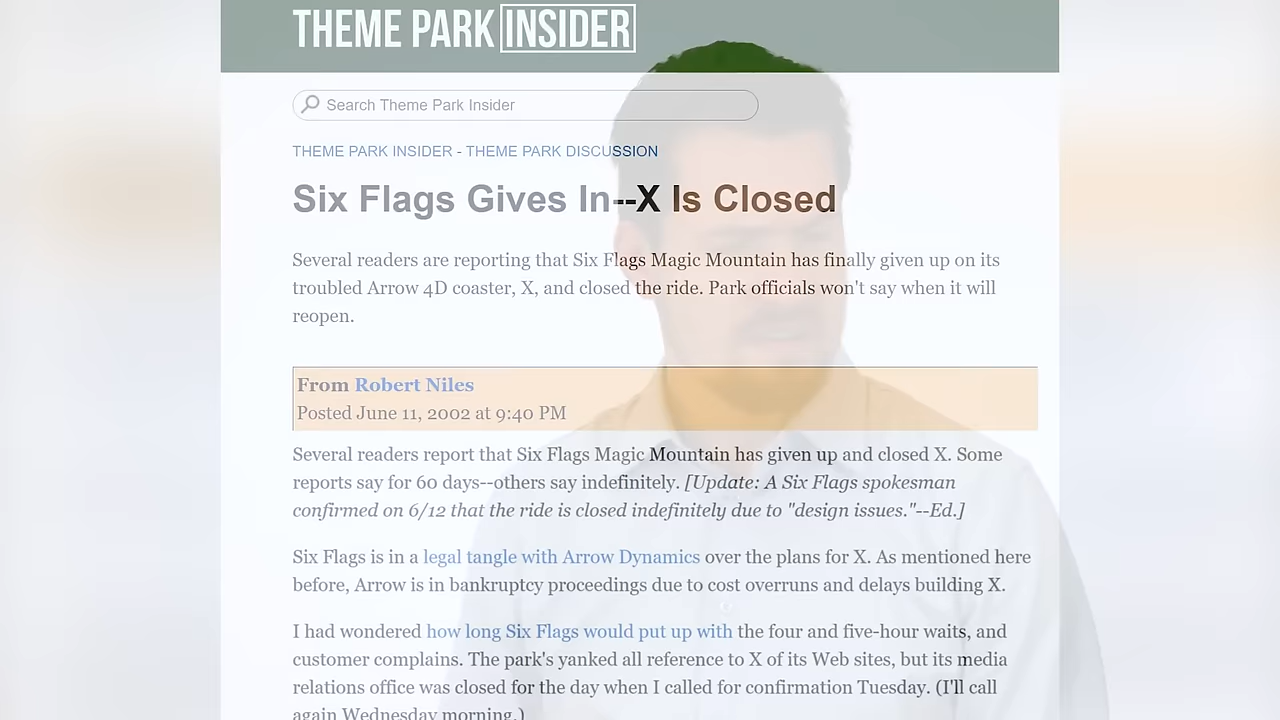 THEME PARK INSIDER
Search Theme Park Insider
THEME PARK INSIDER - THEME PARK DISCUSSION
Six Flags Gives In--X Is Closed
Several readers are reporting that Six Flags Magic Mountain has finally given up on its
troubled Arrow 4D coaster, X, and closed the ride. Park officials won't say when it will
reopen.
From Robert Niles
Posted June 11, 2002 at 9:40 PM
Several readers report that Six Flags Magic Mountain has given up and closed X. Some
reports say for 60 days--others say indefinitely. [Update: A Six Flags spokesman
confirmed on 6/12 that the ride is closed indefinitely due to "design issues."--Ed.]
Six Flags is in a legal tangle with Arrow Dynamics over the plans for X. As mentioned here
before, Arrow is in bankruptcy proceedings due to cost overruns and delays building X.
I had wondered how long Six Flags would put up with the four and five-hour waits, and
customer complains. The park's yanked all reference to X of its Web sites, but its media
relations office was closed for the day when I called for confirmation Tuesday. (I'll call
again Wednesday morning.)